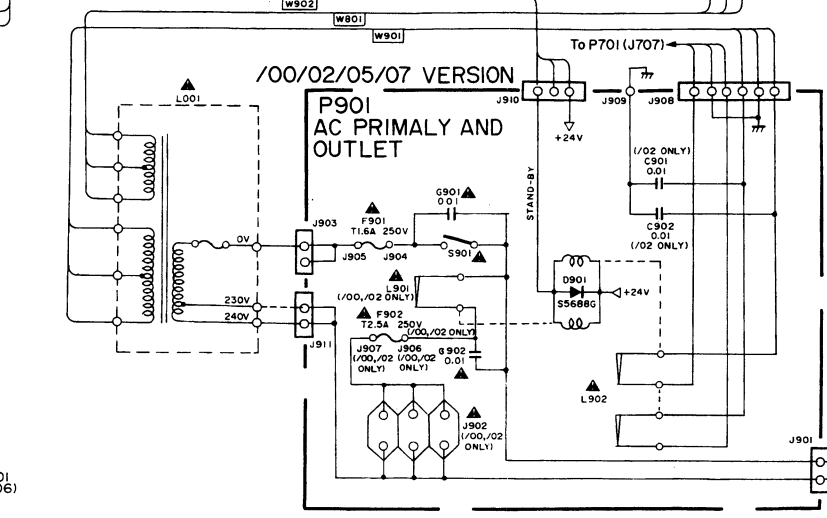 W902
W801
W901
To P701 (J707)
/00/02/05/07 VERSION
L001
J910
J909
J908
P901
AC PRIMALY AND
OUTLET
+24V
(/02 ONLY)
C901
0.01
STAND-BY
C902
0.01
(/02 ONLY)
G901
0.01
F901
T1.6A 250V
J903
J905
J904
S901
0V
L901
(/00,/02 ONLY)
D901
S5688G
+24V
230V
240V
F902
T2.5A 250V
(/00,/02 ONLY)
J911
J907
(/00,/02
ONLY)
J906
(/00,/02
ONLY)
G902
0.01
L902
J902
(/00,/02
ONLY)
J901
01
06)